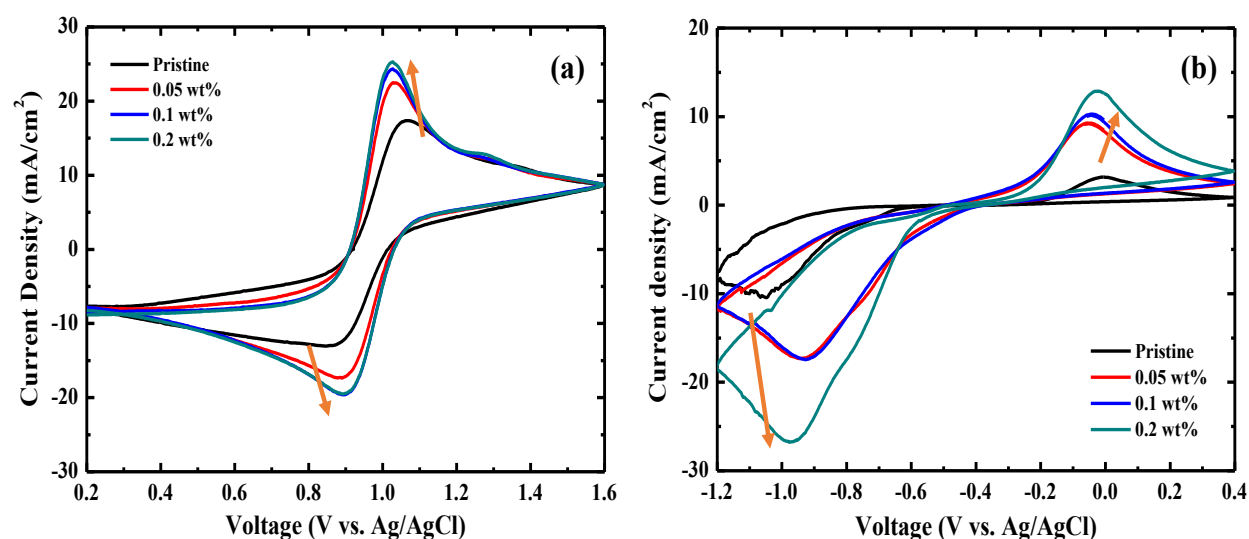 (a)
Pristine
0.05 wt%
0.1 wt%
0.2 wt%
30
20
10
0
-10
-20
-30
Current Density (mA/cm²)
0.2 0.4 0.6 0.8 1.0 1.2 1.4 1.6
Voltage (V vs. Ag/AgCl)
(b)
20
10
0
-10
-20
-30
Current density (mA/cm²)
Pristine
0.05 wt%
0.1 wt%
0.2 wt%
-1.2 -1.0 -0.8 -0.6 -0.4 -0.2 0.0 0.2 0.4
Voltage (V vs. Ag/AgCl)